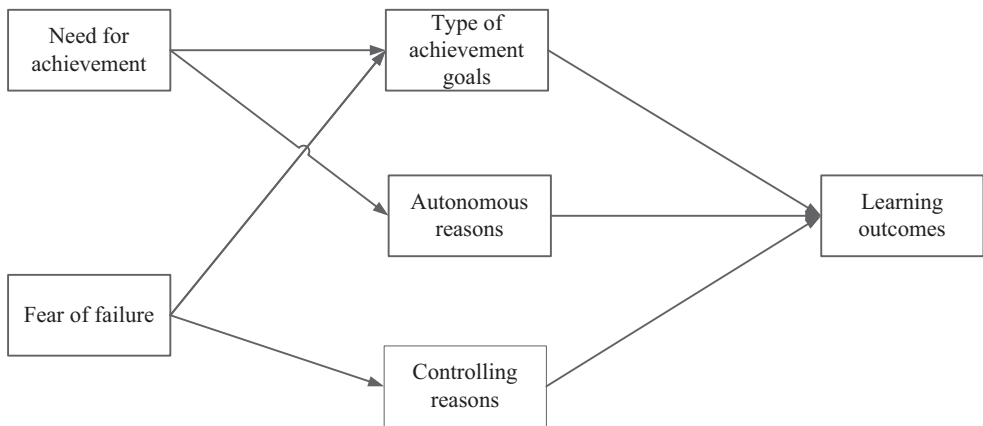 Need for
achievement
Type of
achievement
goals
Autonomous
reasons
Learning
outcomes
Fear of failure
Controlling
reasons